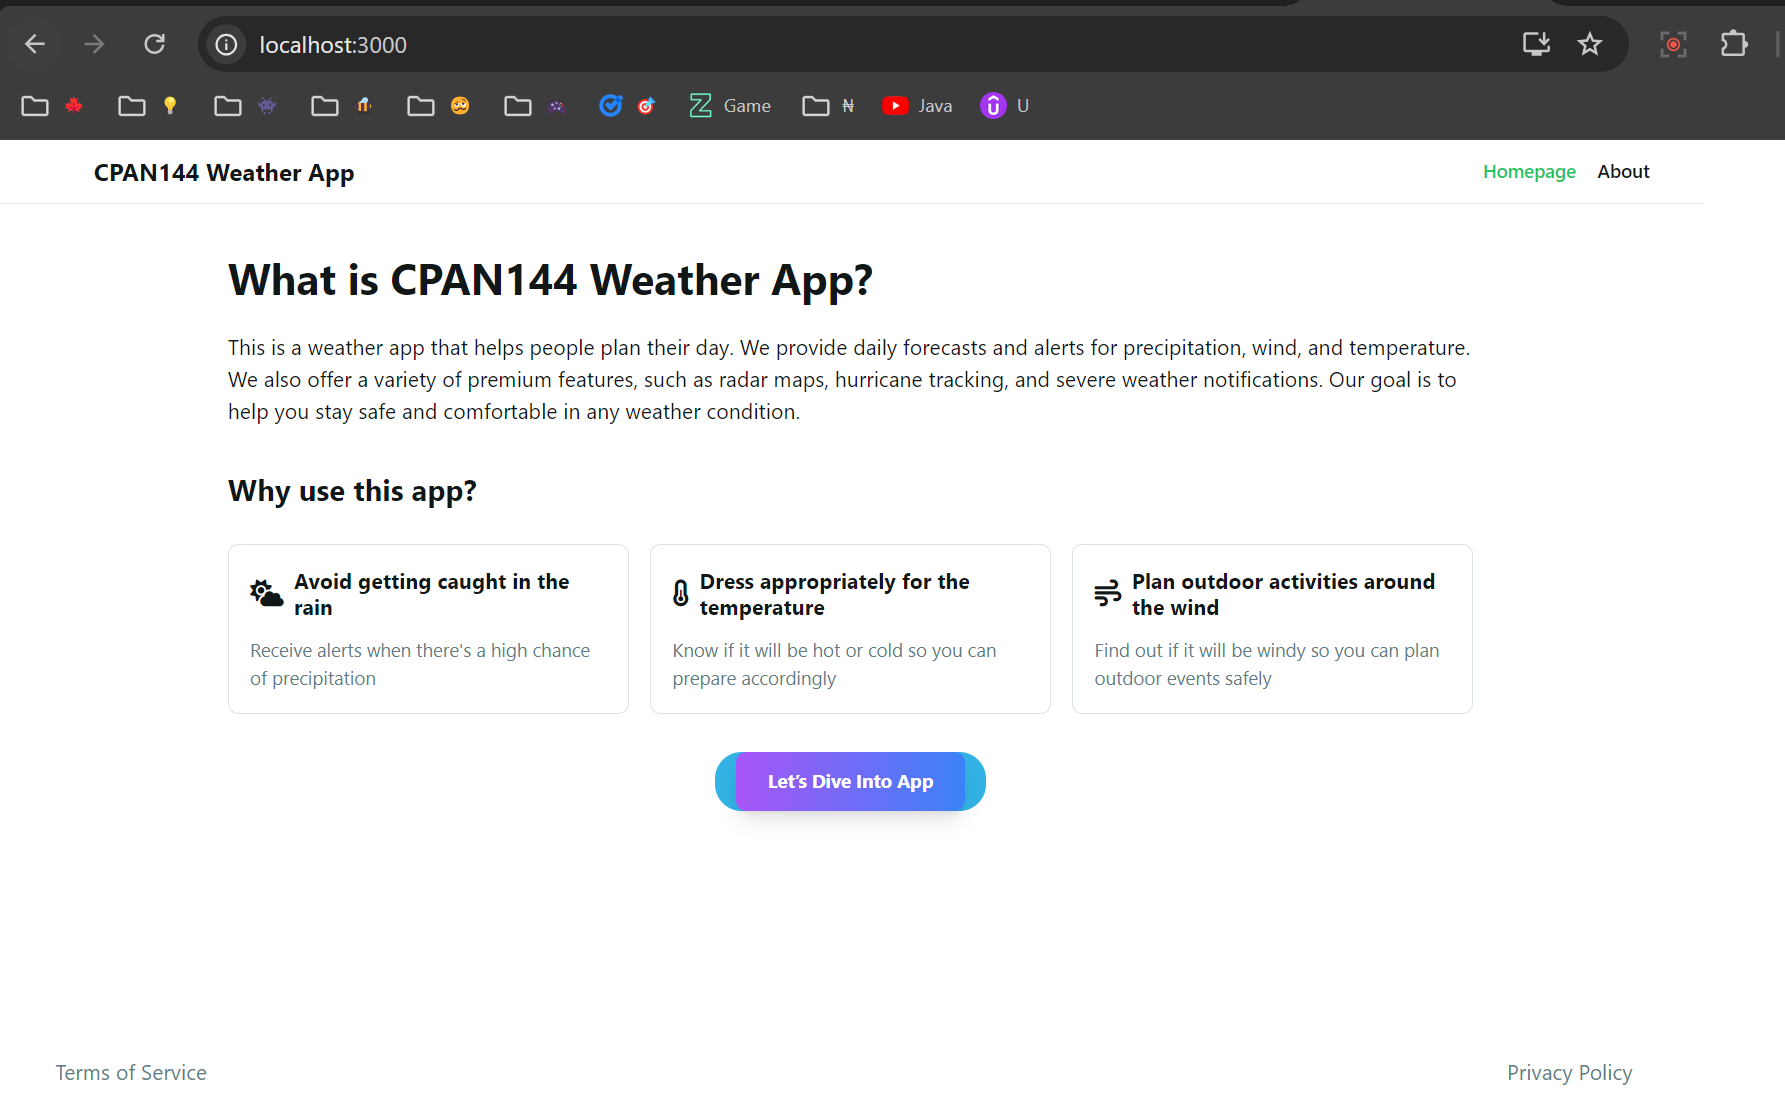 localhost:3000
Game
₦
Java
U
CPAN144 Weather App
Homepage About
What is CPAN144 Weather App?
This is a weather app that helps people plan their day. We provide daily forecasts and alerts for precipitation, wind, and temperature.
We also offer a variety of premium features, such as radar maps, hurricane tracking, and severe weather notifications. Our goal is to
help you stay safe and comfortable in any weather condition.
Why use this app?
Avoid getting caught in the
rain
Receive alerts when there's a high chance
of precipitation
Dress appropriately for the
temperature
Know if it will be hot or cold so you can
prepare accordingly
Plan outdoor activities around
the wind
Find out if it will be windy so you can plan
outdoor events safely
Let’s Dive Into App
Terms of Service
Privacy Policy